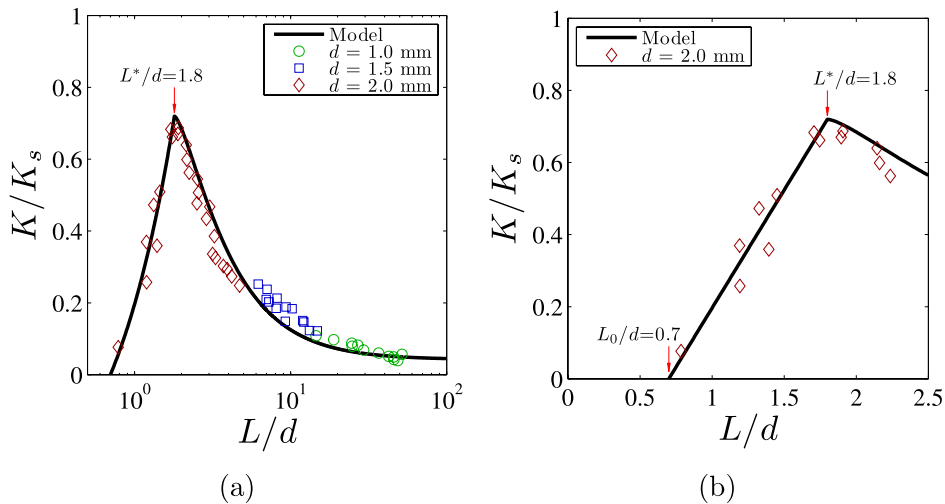 1
0.8
0.6
0.4
0.2
0
K/K_s
L*/d=1.8
Model
d = 1.0 mm
d = 1.5 mm
d = 2.0 mm
10^0
10^1
10^2
L/d
(a)
1
0.8
0.6
0.4
0.2
0
K/K_s
Model
d = 2.0 mm
L*/d=1.8
L_0/d=0.7
0
0.5
1
1.5
2
2.5
L/d
(b)